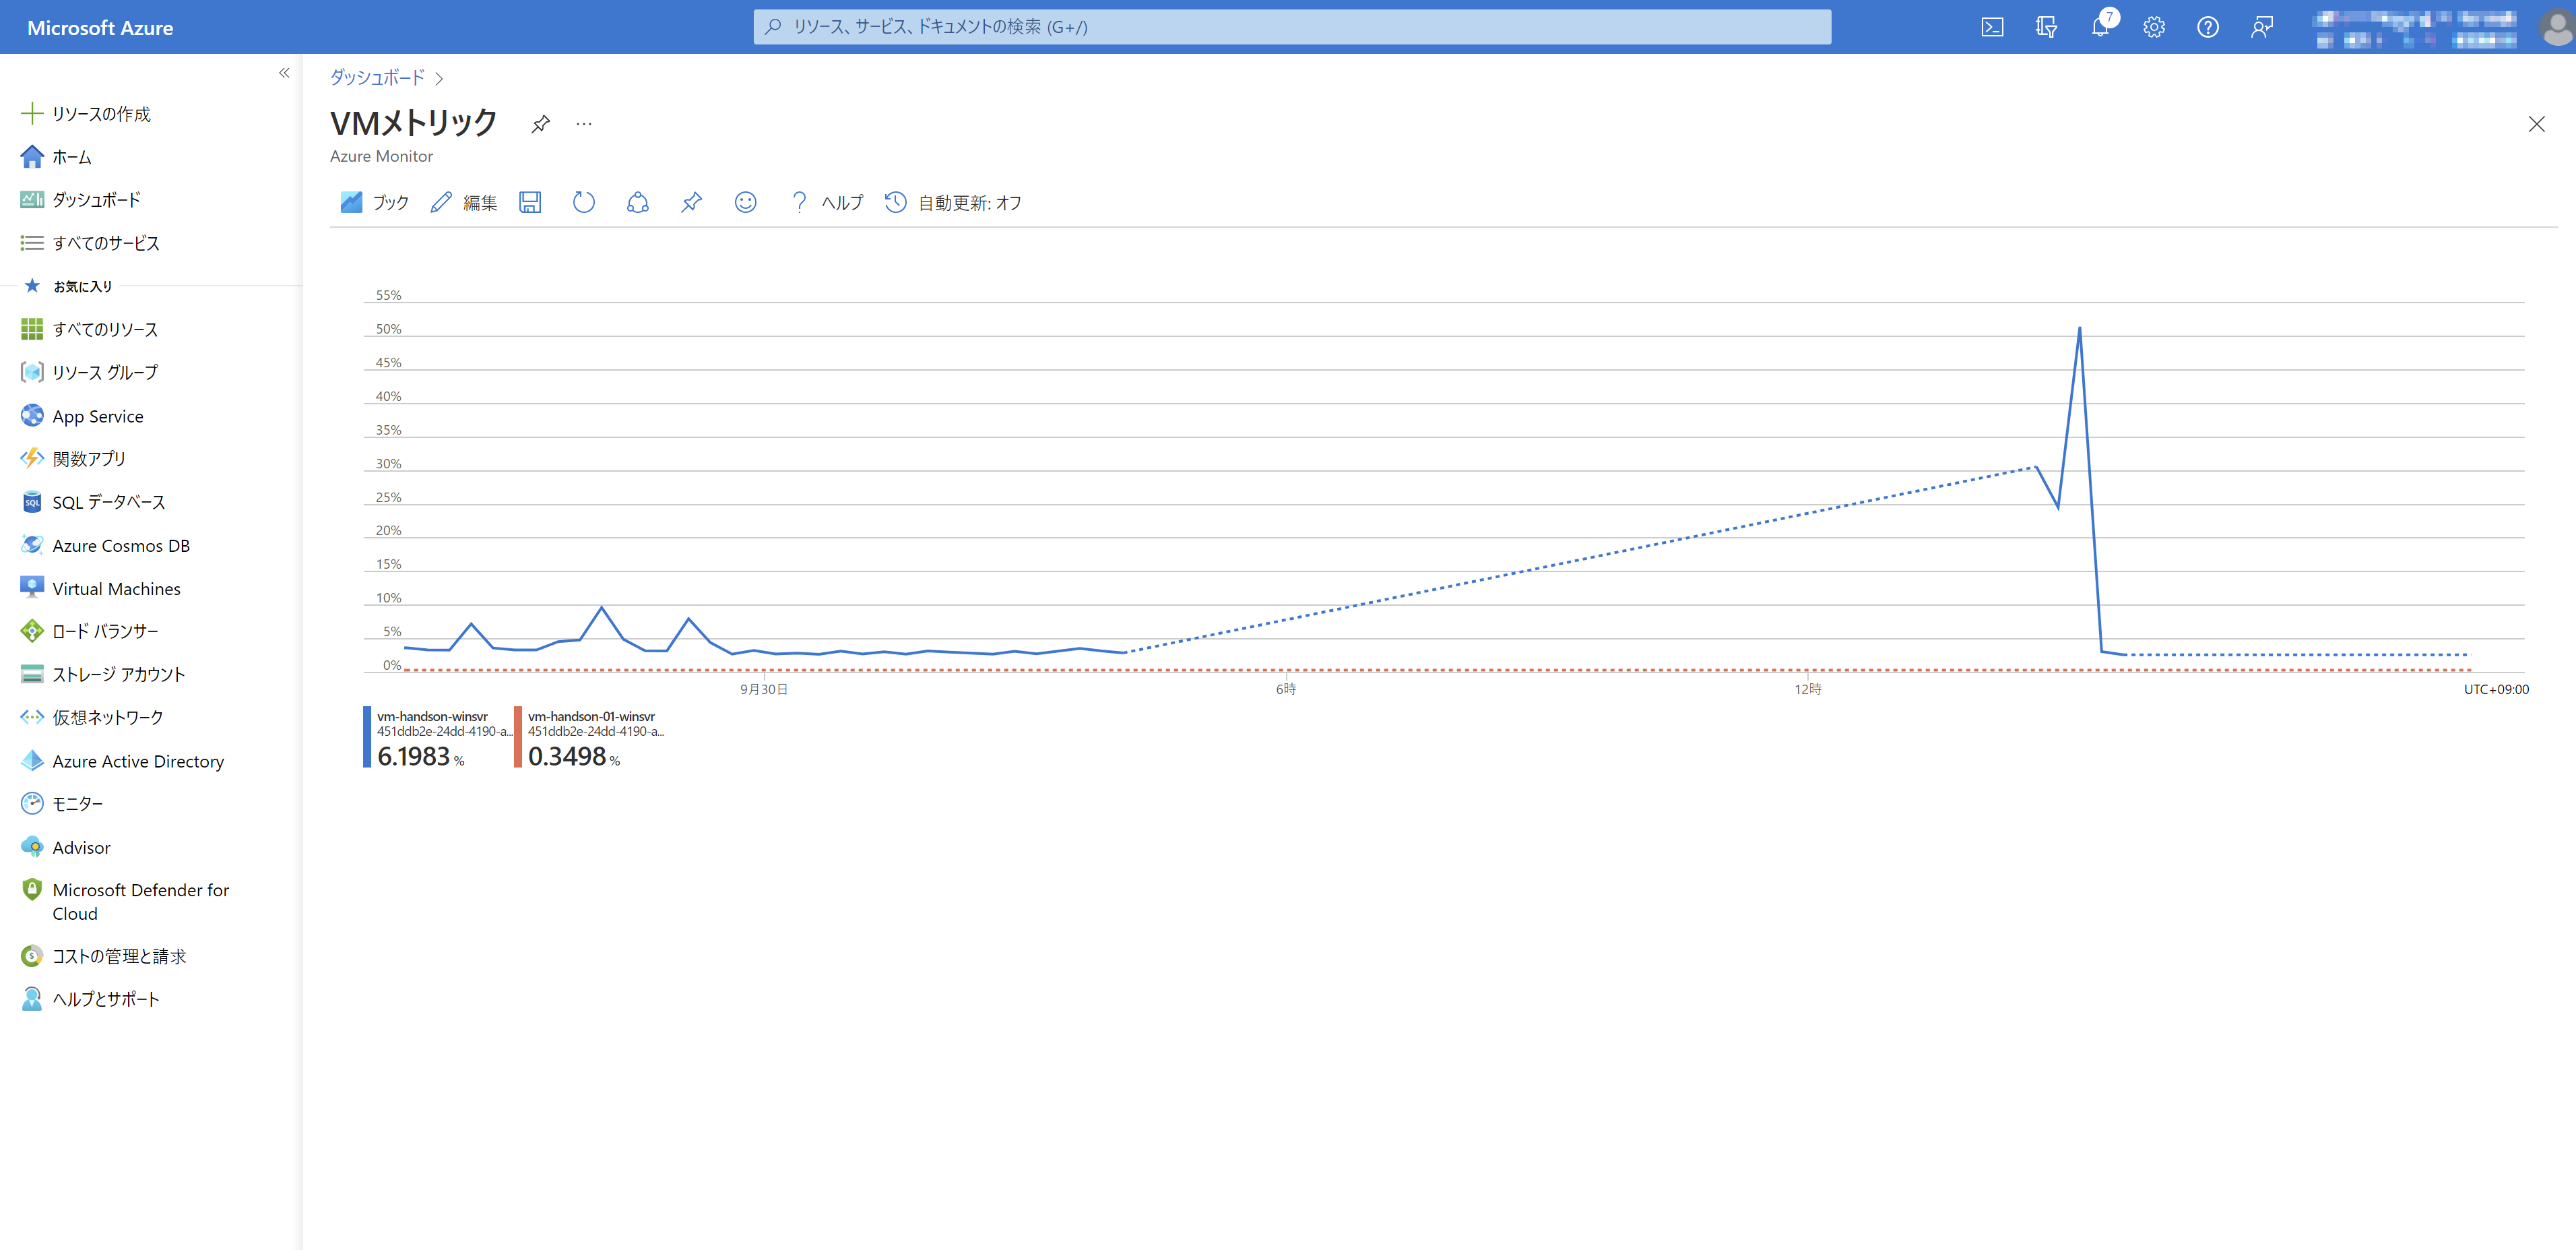 Microsoft Azure
リソース、サービス、ドキュメントの検索 (G+/)
7
リソースの作成
ホーム
ダッシュボード
すべてのサービス
お気に入り
すべてのリソース
リソース グループ
App Service
関数アプリ
SQL データベース
Azure Cosmos DB
Virtual Machines
ロード バランサー
ストレージ アカウント
仮想ネットワーク
Azure Active Directory
モニター
Advisor
Microsoft Defender for
Cloud
コストの管理と請求
ヘルプとサポート
ダッシュボード
VMメトリック
Azure Monitor
ブック
編集
ヘルプ
自動更新: オフ
55%
50%
45%
40%
35%
30%
25%
20%
15%
10%
5%
0%
9月30日
6時
12時
UTC+09:00
vm-handson-winsvr
451ddb2e-24dd-4190-a...
6.1983 %
vm-handson-01-winsvr
451ddb2e-24dd-4190-a...
0.3498 %